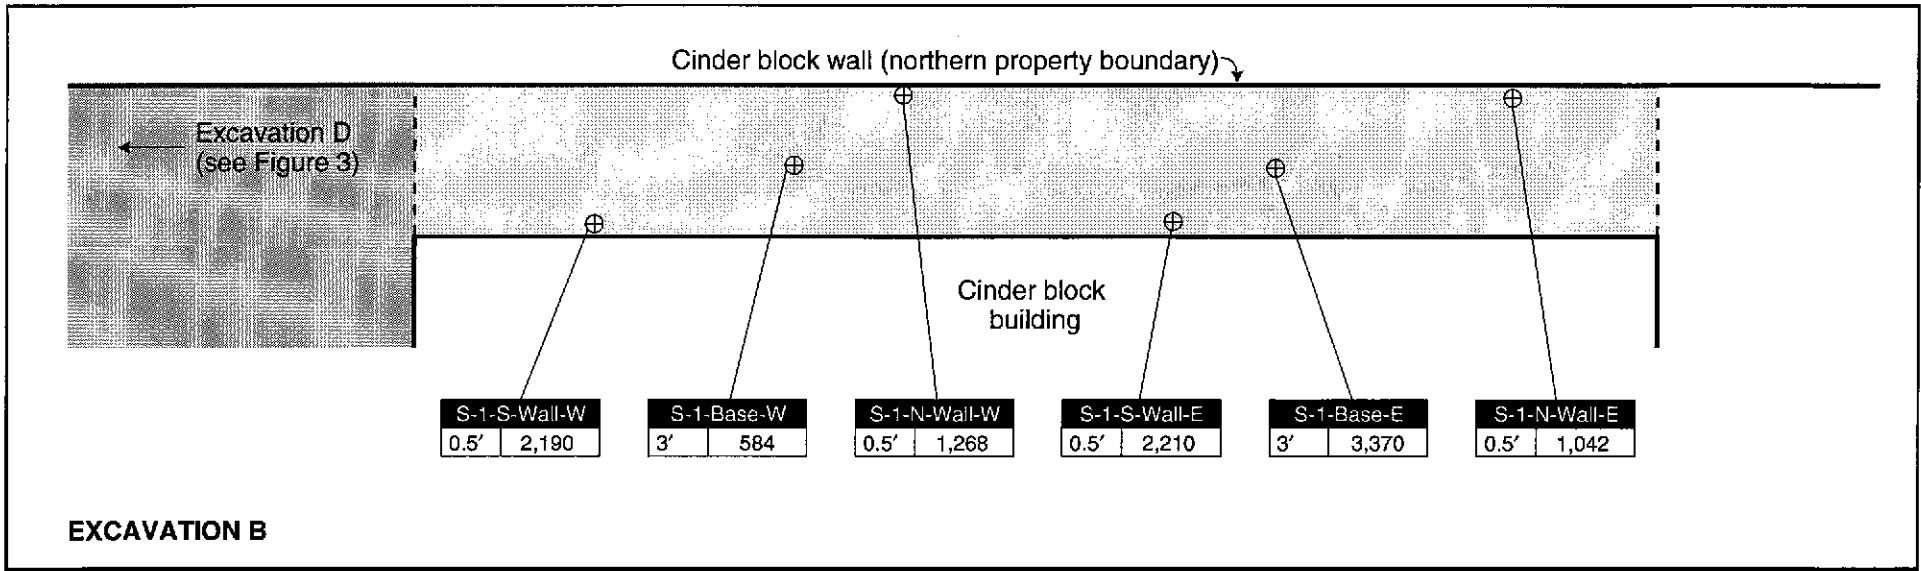 Cinder block wall (northern property boundary)
Excavation D
(see Figure 3)
Cinder block
building
S-1-S-Wall-W
0.5′ 2,190
S-1-Base-W
3′ 584
S-1-N-Wall-W
0.5′ 1,268
S-1-S-Wall-E
0.5′ 2,210
S-1-Base-E
3′ 3,370
S-1-N-Wall-E
0.5′ 1,042
EXCAVATION B